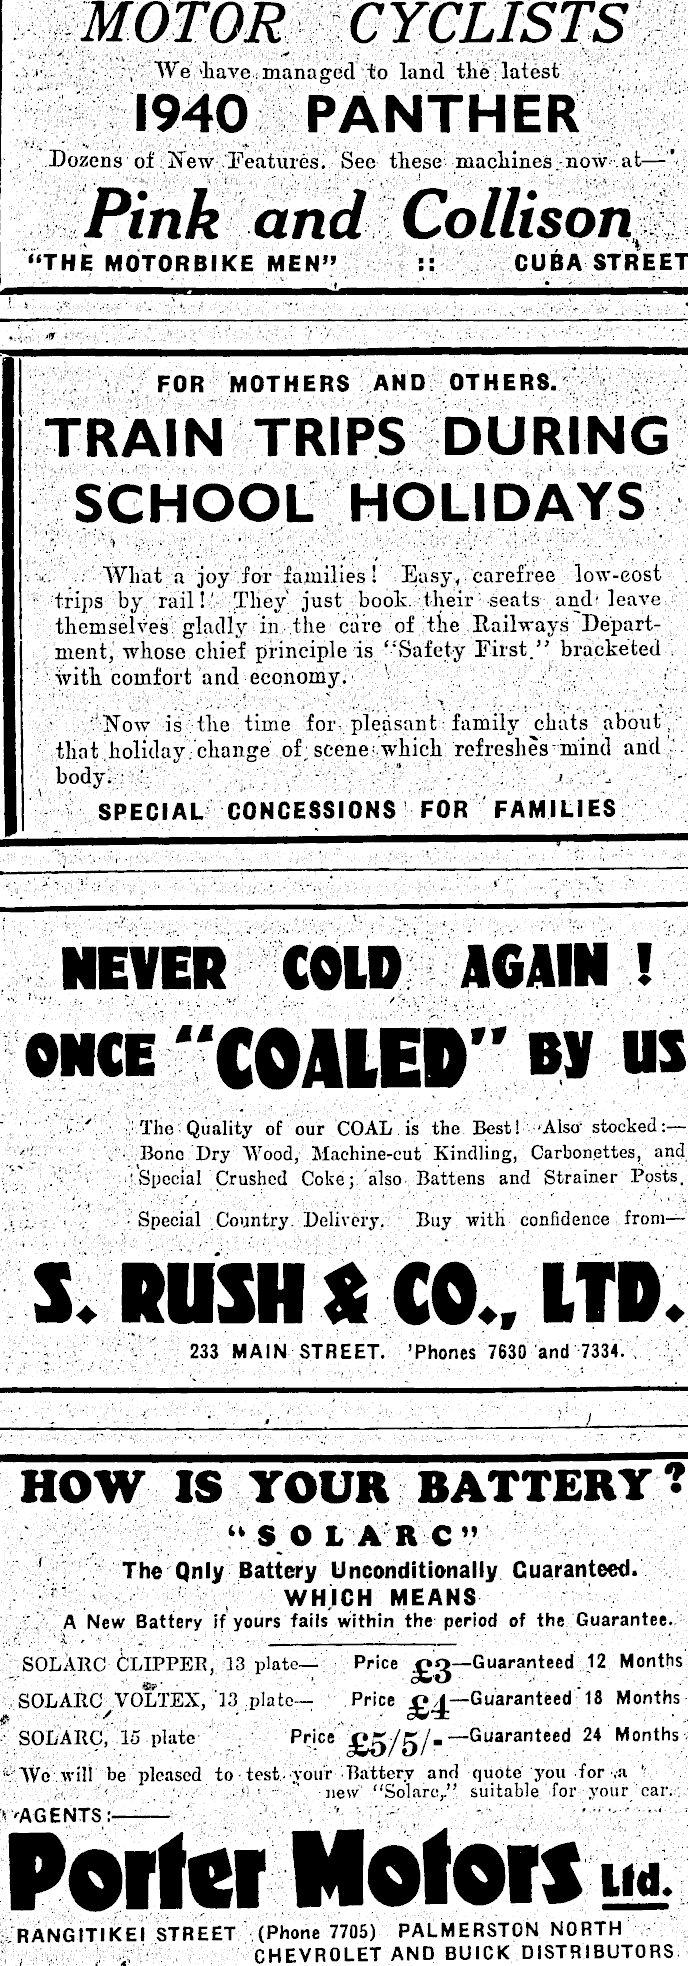 MOTOR CYCLISTS
We have managed to land the latest
1940 PANTHER
Dozens of New Features. See these machines now at—
Pink and Collison
"THE MOTORBIKE MEN" :: CUBA STREET
FOR MOTHERS AND OTHERS.
TRAIN TRIPS DURING
SCHOOL HOLIDAYS
What a joy for families! Easy, carefree low-cost
trips by rail! They just book their seats and leave
themselves gladly in the care of the Railways Depart-
ment, whose chief principle is "Safety First." bracketed
with comfort and economy.
Now is the time for pleasant family chats about
that holiday change of scene which refreshes mind and
body.
SPECIAL CONCESSIONS FOR FAMILIES
NEVER COLD AGAIN!
ONCE "COALED" BY US
The Quality of our COAL is the Best! Also stocked:—
Bone Dry Wood, Machine-cut Kindling, Carbonettes, and
Special Crushed Coke; also Battens and Strainer Posts.
Special Country Delivery. Buy with confidence from—
S. RUSH & CO., LTD.
233 MAIN STREET. 'Phones 7630 and 7334.
HOW IS YOUR BATTERY?
"SOLARC"
The Only Battery Unconditionally Guaranteed.
WHICH MEANS
A New Battery if yours fails within the period of the Guarantee.
SOLARC CLIPPER, 13 plate— Price £3—Guaranteed 12 Months
SOLARC VOLTEX, 13 plate— Price £4—Guaranteed 18 Months
SOLARC, 15 plate Price £5/5/-—Guaranteed 24 Months
We will be pleased to test your Battery and quote you for a
new "Solarc," suitable for your car.
AGENTS:—
Porter Motors Ltd.
RANGITIKEI STREET (Phone 7705) PALMERSTON NORTH
CHEVROLET AND BUICK DISTRIBUTORS